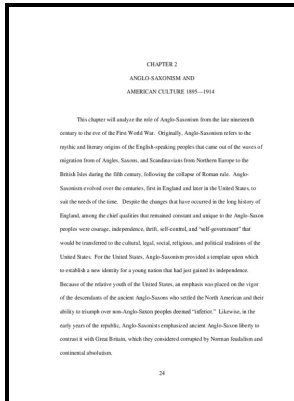 CHAPTER 2
ANGLO-SAXONISM AND
AMERICAN CULTURE 1895—1914
This chapter will analyze the role of Anglo-Saxonism from the late nineteenth
century to the eve of the First World War. Originally, Anglo-Saxonism refers to the
mythic and literary origins of the English-speaking peoples that came out of the waves of
migration from of Angles, Saxons, and Scandinavians from Northern Europe to the
British Isles during the fifth century, following the collapse of Roman rule. Anglo-
Saxonism evolved over the centuries, first in England and later in the United States, to
suit the needs of the time. Despite the changes that have occurred in the long history of
England, among the chief qualities that remained constant and unique to the Anglo-Saxon
peoples were courage, independence, thrift, self-control, and “self-government” that
would be transferred to the cultural, legal, social, religious, and political traditions of the
United States. For the United States, Anglo-Saxonism provided a template upon which
to establish a new identity for a young nation that had just gained its independence.
Because of the relative youth of the United States, an emphasis was placed on the vigor
of the descendants of the ancient Anglo-Saxons who settled the North American and their
ability to triumph over non-Anglo-Saxon peoples deemed “inferior.” Likewise, in the
early years of the republic, Anglo-Saxonists emphasized ancient Anglo-Saxon liberty to
contrast it with Great Britain, which they considered corrupted by Norman feudalism and
continental absolutism.
24